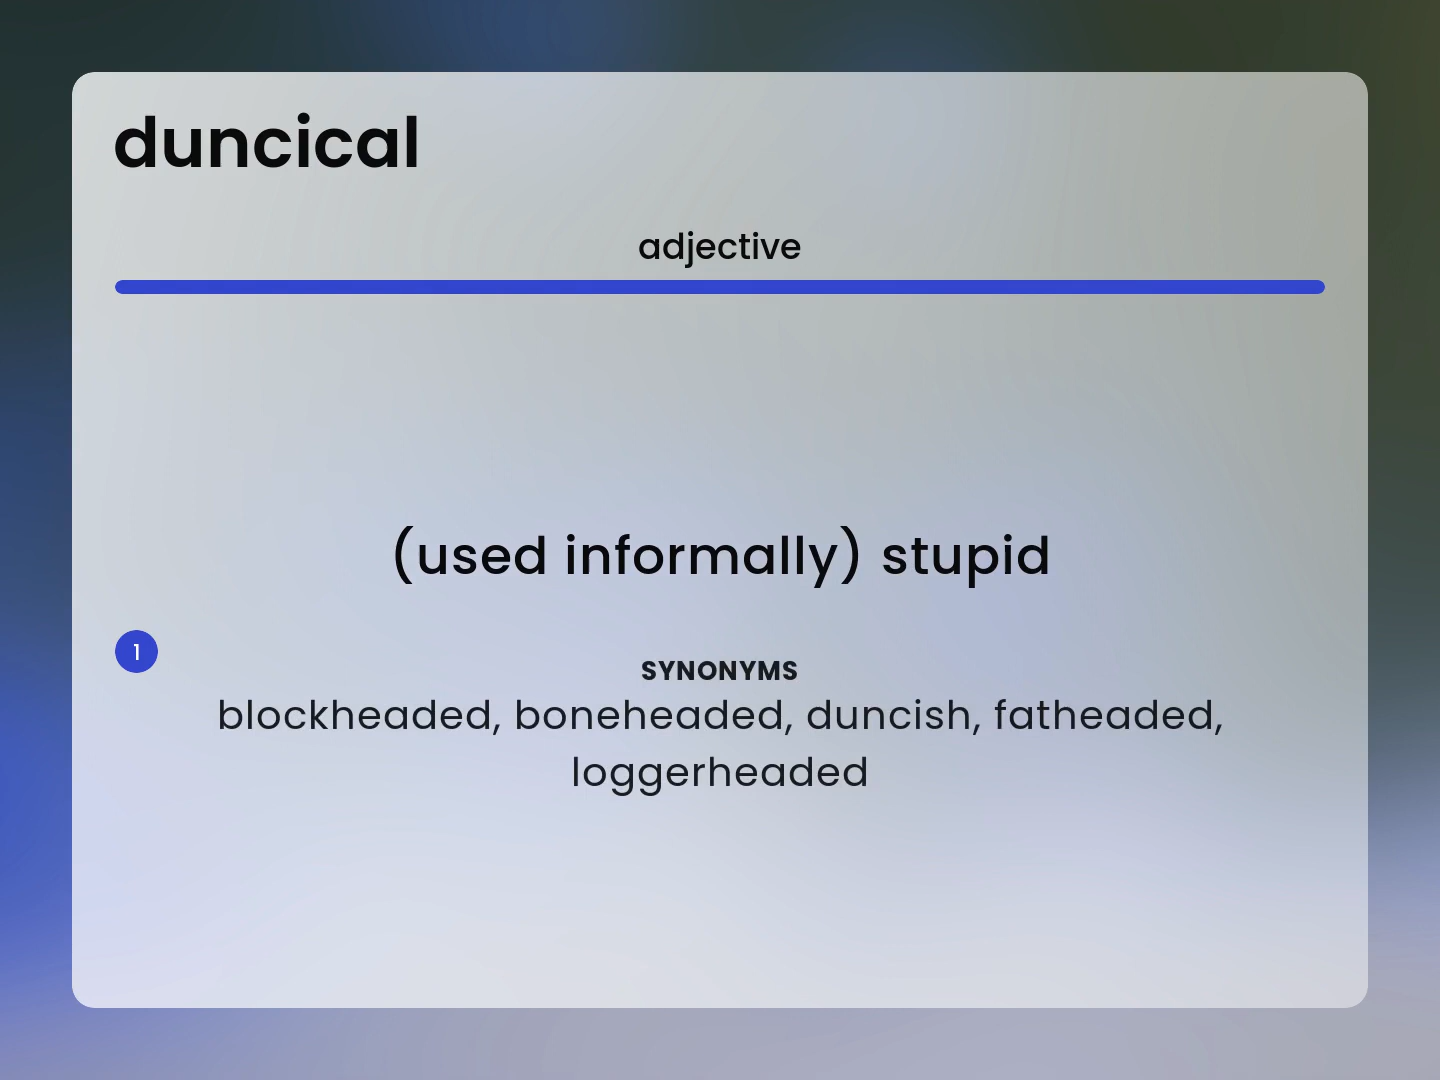 duncical
adjective
(used informally) stupid
1
SYNONYMS
blockheaded, boneheaded, duncish, fatheaded,
loggerheaded